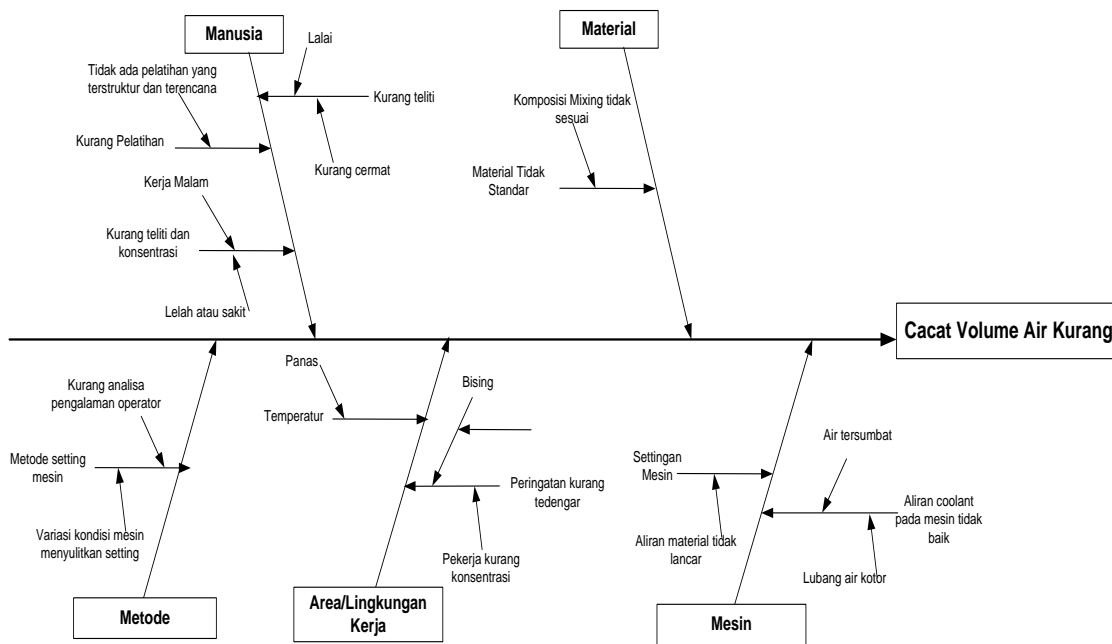 Manusia
Lalai
Tidak ada pelatihan yang
terstruktur dan terencana
Kurang teliti
Kurang Pelatihan
Kurang cermat
Kerja Malam
Kurang teliti dan
konsentrasi
Lelah atau sakit
Material
Komposisi Mixing tidak
sesuai
Material Tidak
Standar
Cacat Volume Air Kurang
Kurang analisa
pengalaman operator
Metode setting
mesin
Variasi kondisi mesin
menyulitkan setting
Metode
Panas
Temperatur
Bising
Peringatan kurang
tedengar
Pekerja kurang
konsentrasi
Area/Lingkungan
Kerja
Settingan
Mesin
Aliran material tidak
lancar
Air tersumbat
Aliran coolant
pada mesin tidak
baik
Lubang air kotor
Mesin